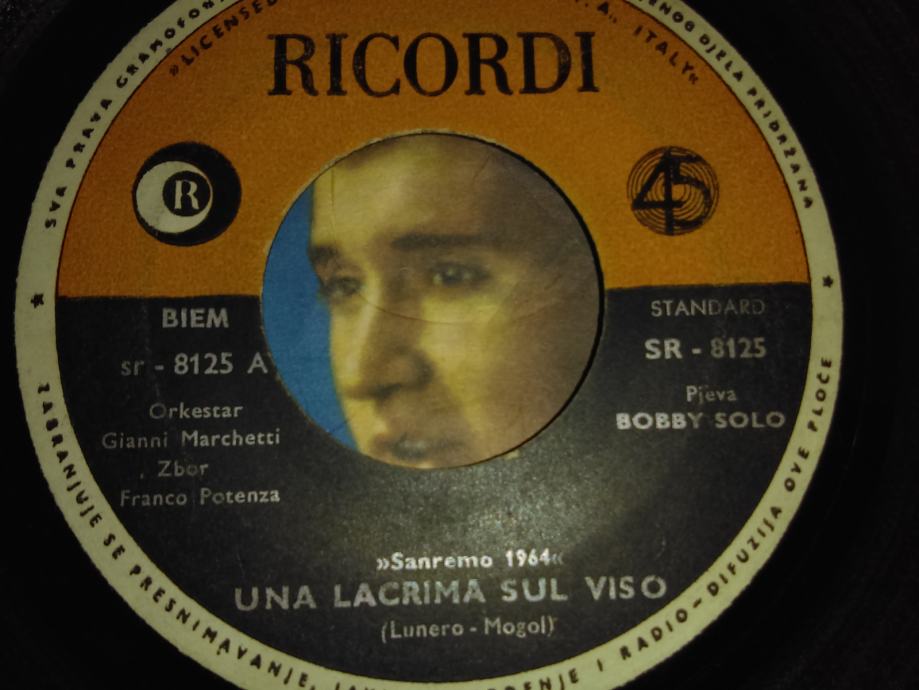 SVA PRAVA
DJELA PRIDRŽANA
»LICENSED
ITALY«
RICORDI
R
45
BIEM
sr - 8125 A
Orkestar
Gianni Marchetti
Zbor
Franco Potenza
STANDARD
SR - 8125
Pjeva
BOBBY SOLO
»Sanremo 1964«
UNA LACRIMA SUL VISO
(Lunero - Mogol)
ZABRANJUJE SE PRESNIMAVANJE,
I RADIO-DIFUZIJA OVE PLOČE